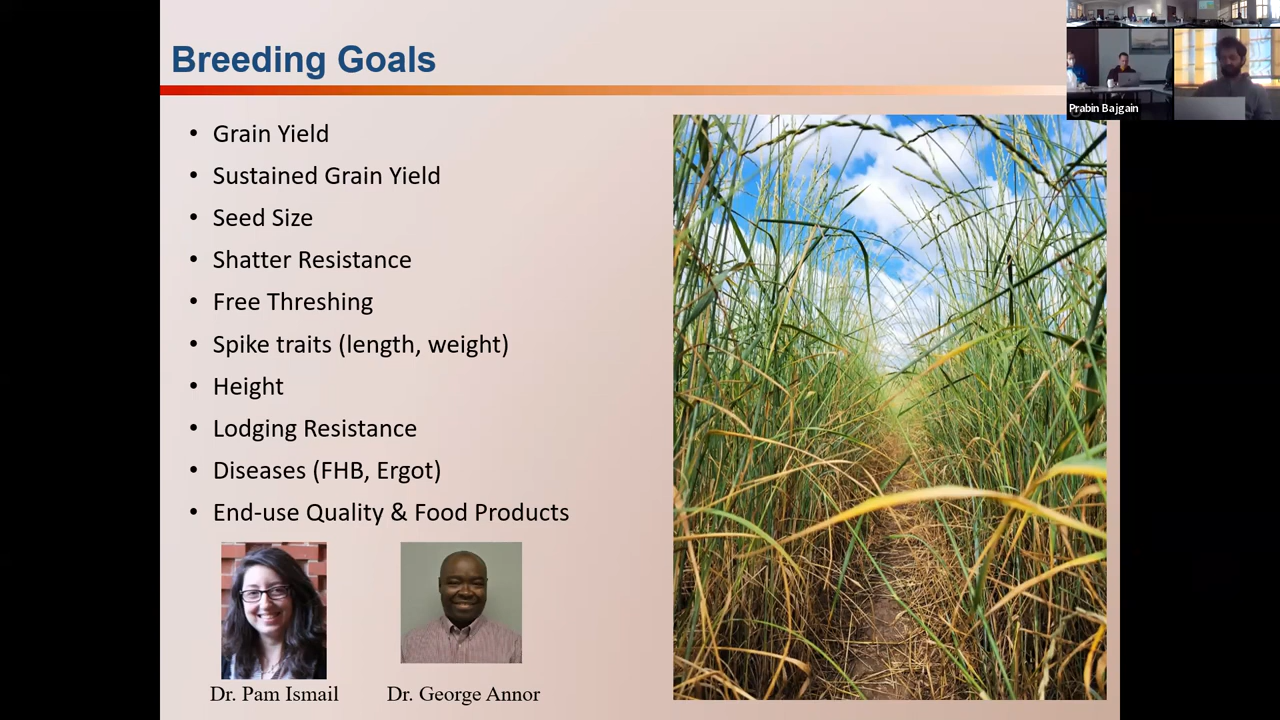 Breeding Goals
• Grain Yield
• Sustained Grain Yield
• Seed Size
• Shatter Resistance
• Free Threshing
• Spike traits (length, weight)
• Height
• Lodging Resistance
• Diseases (FHB, Ergot)
• End-use Quality & Food Products
Dr. Pam Ismail
Dr. George Annor
Prabin Bajgain